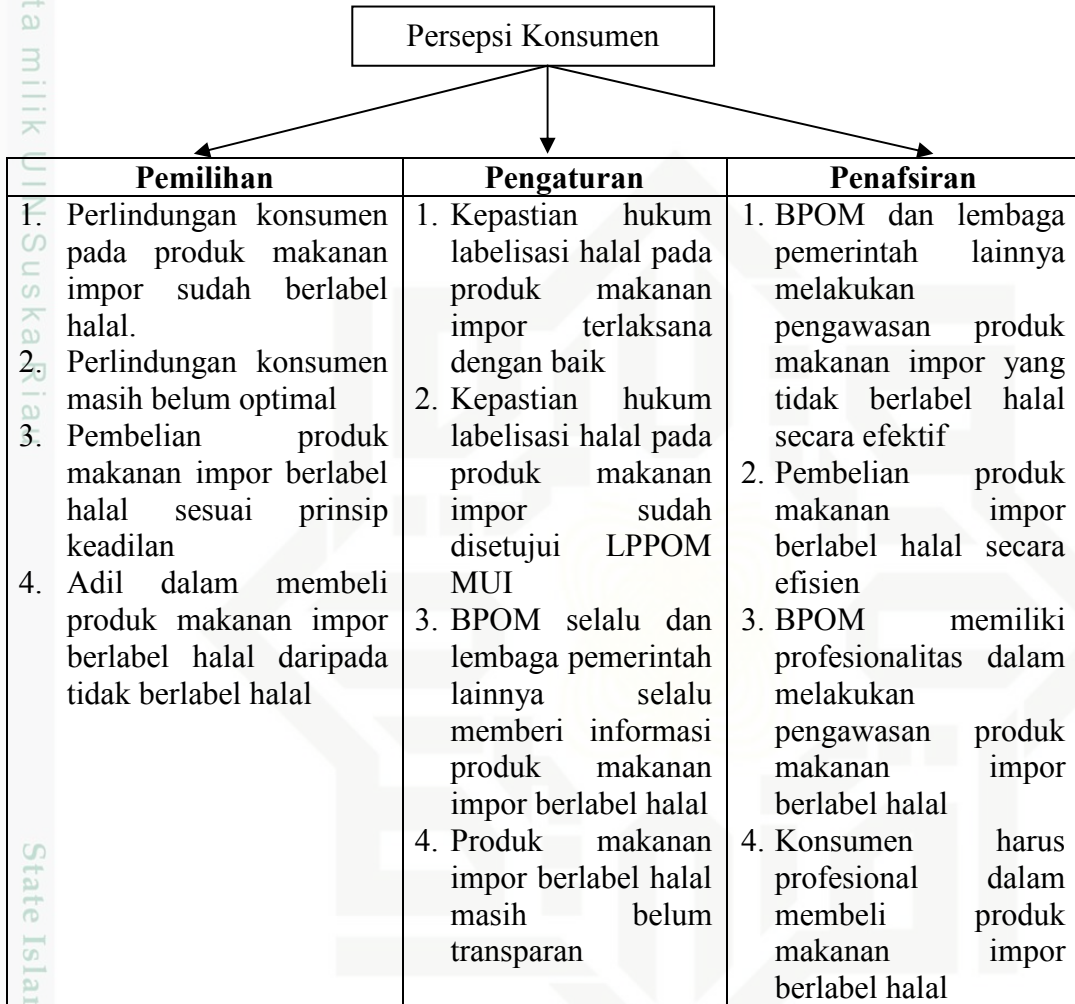 Persepsi Konsumen
Pemilihan
1. Perlindungan konsumen
pada produk makanan
impor sudah berlabel
halal.
2. Perlindungan konsumen
masih belum optimal
3. Pembelian produk
makanan impor berlabel
halal sesuai prinsip
keadilan
4. Adil dalam membeli
produk makanan impor
berlabel halal daripada
tidak berlabel halal
Pengaturan
1. Kepastian hukum
labelisasi halal pada
produk makanan
impor terlaksana
dengan baik
2. Kepastian hukum
labelisasi halal pada
produk makanan
impor sudah
disetujui LPPOM
MUI
3. BPOM selalu dan
lembaga pemerintah
lainnya selalu
memberi informasi
produk makanan
impor berlabel halal
4. Produk makanan
impor berlabel halal
masih belum
transparan
Penafsiran
1. BPOM dan lembaga
pemerintah lainnya
melakukan
pengawasan produk
makanan impor yang
tidak berlabel halal
secara efektif
2. Pembelian produk
makanan impor
berlabel halal secara
efisien
3. BPOM memiliki
profesionalitas dalam
melakukan
pengawasan produk
makanan impor
berlabel halal
4. Konsumen harus
profesional dalam
membeli produk
makanan impor
berlabel halal
milik UIN Suska Riau
State